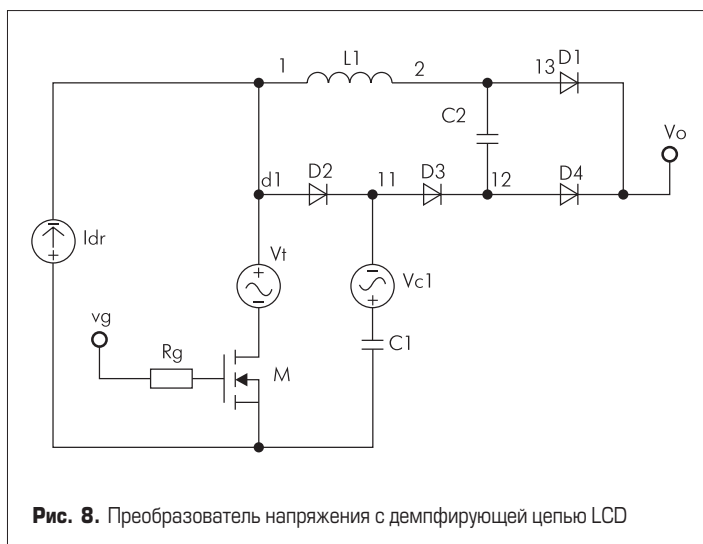 1
L1
2
13
D1
C2
Vo
d1
D2
11
D3
12
D4
Idr
Vt
Vc1
vg
Rg
M
C1
Рис. 8. Преобразователь напряжения с демпфирующей цепью LCD